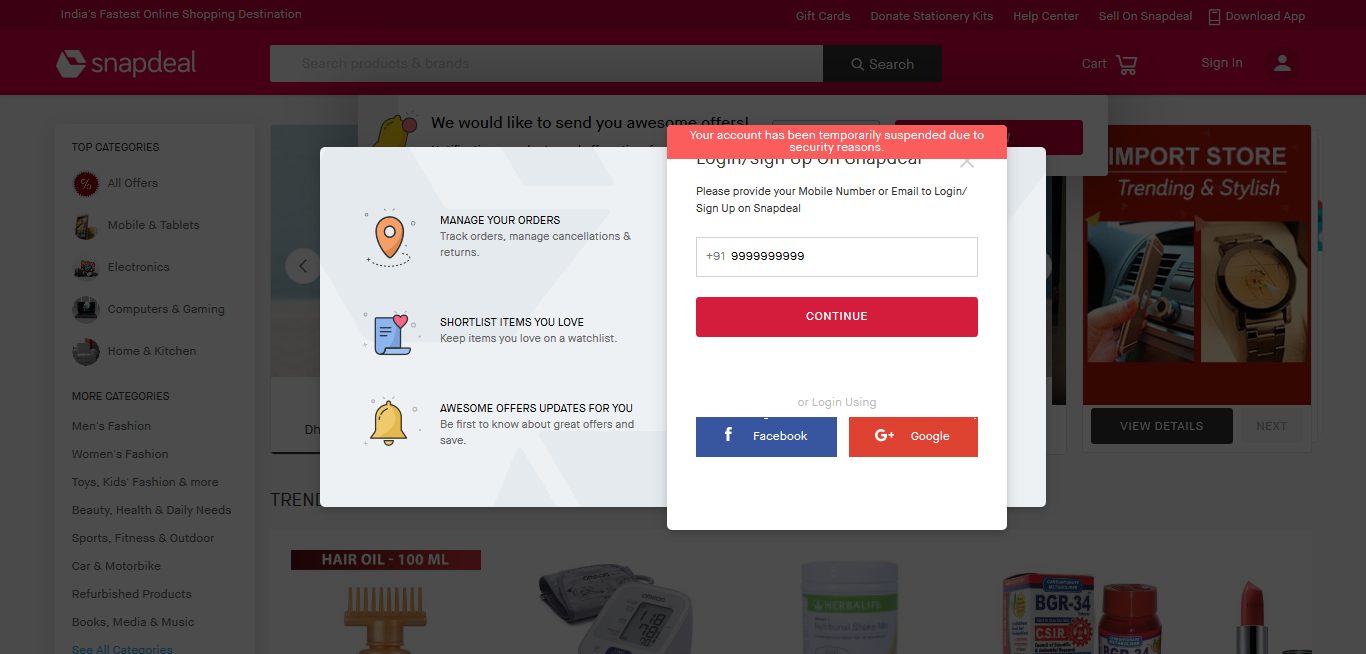 India's Fastest Online Shopping Destination
Gift Cards
Donate Stationery Kits
Help Center
Sell On Snapdeal
Download App
snapdeal
Search products & brands
Search
Cart
Sign In
We would like to send you awesome offers!
Your account has been temporarily suspended due to
security reasons.
Login/Sign Up On Snapdeal
Please provide your Mobile Number or Email to Login/
Sign Up on Snapdeal
+91 9999999999
CONTINUE
or Login Using
f Facebook
G+ Google
MANAGE YOUR ORDERS
Track orders, manage cancellations &
returns.
SHORTLIST ITEMS YOU LOVE
Keep items you love on a watchlist.
AWESOME OFFERS UPDATES FOR YOU
Be first to know about great offers and
save.
TOP CATEGORIES
All Offers
Mobile & Tablets
Electronics
Computers & Gaming
Home & Kitchen
MORE CATEGORIES
Men's Fashion
Women's Fashion
Toys, Kids' Fashion & more
Beauty, Health & Daily Needs
Sports, Fitness & Outdoor
Car & Motorbike
Refurbished Products
Books, Media & Music
See All Categories
IMPORT STORE
Trending & Stylish
VIEW DETAILS
NEXT
Dh
TREND
HAIR OIL - 100 ML
OMRON
HERBALIFE
BGR-34
CSIR
BGR-34